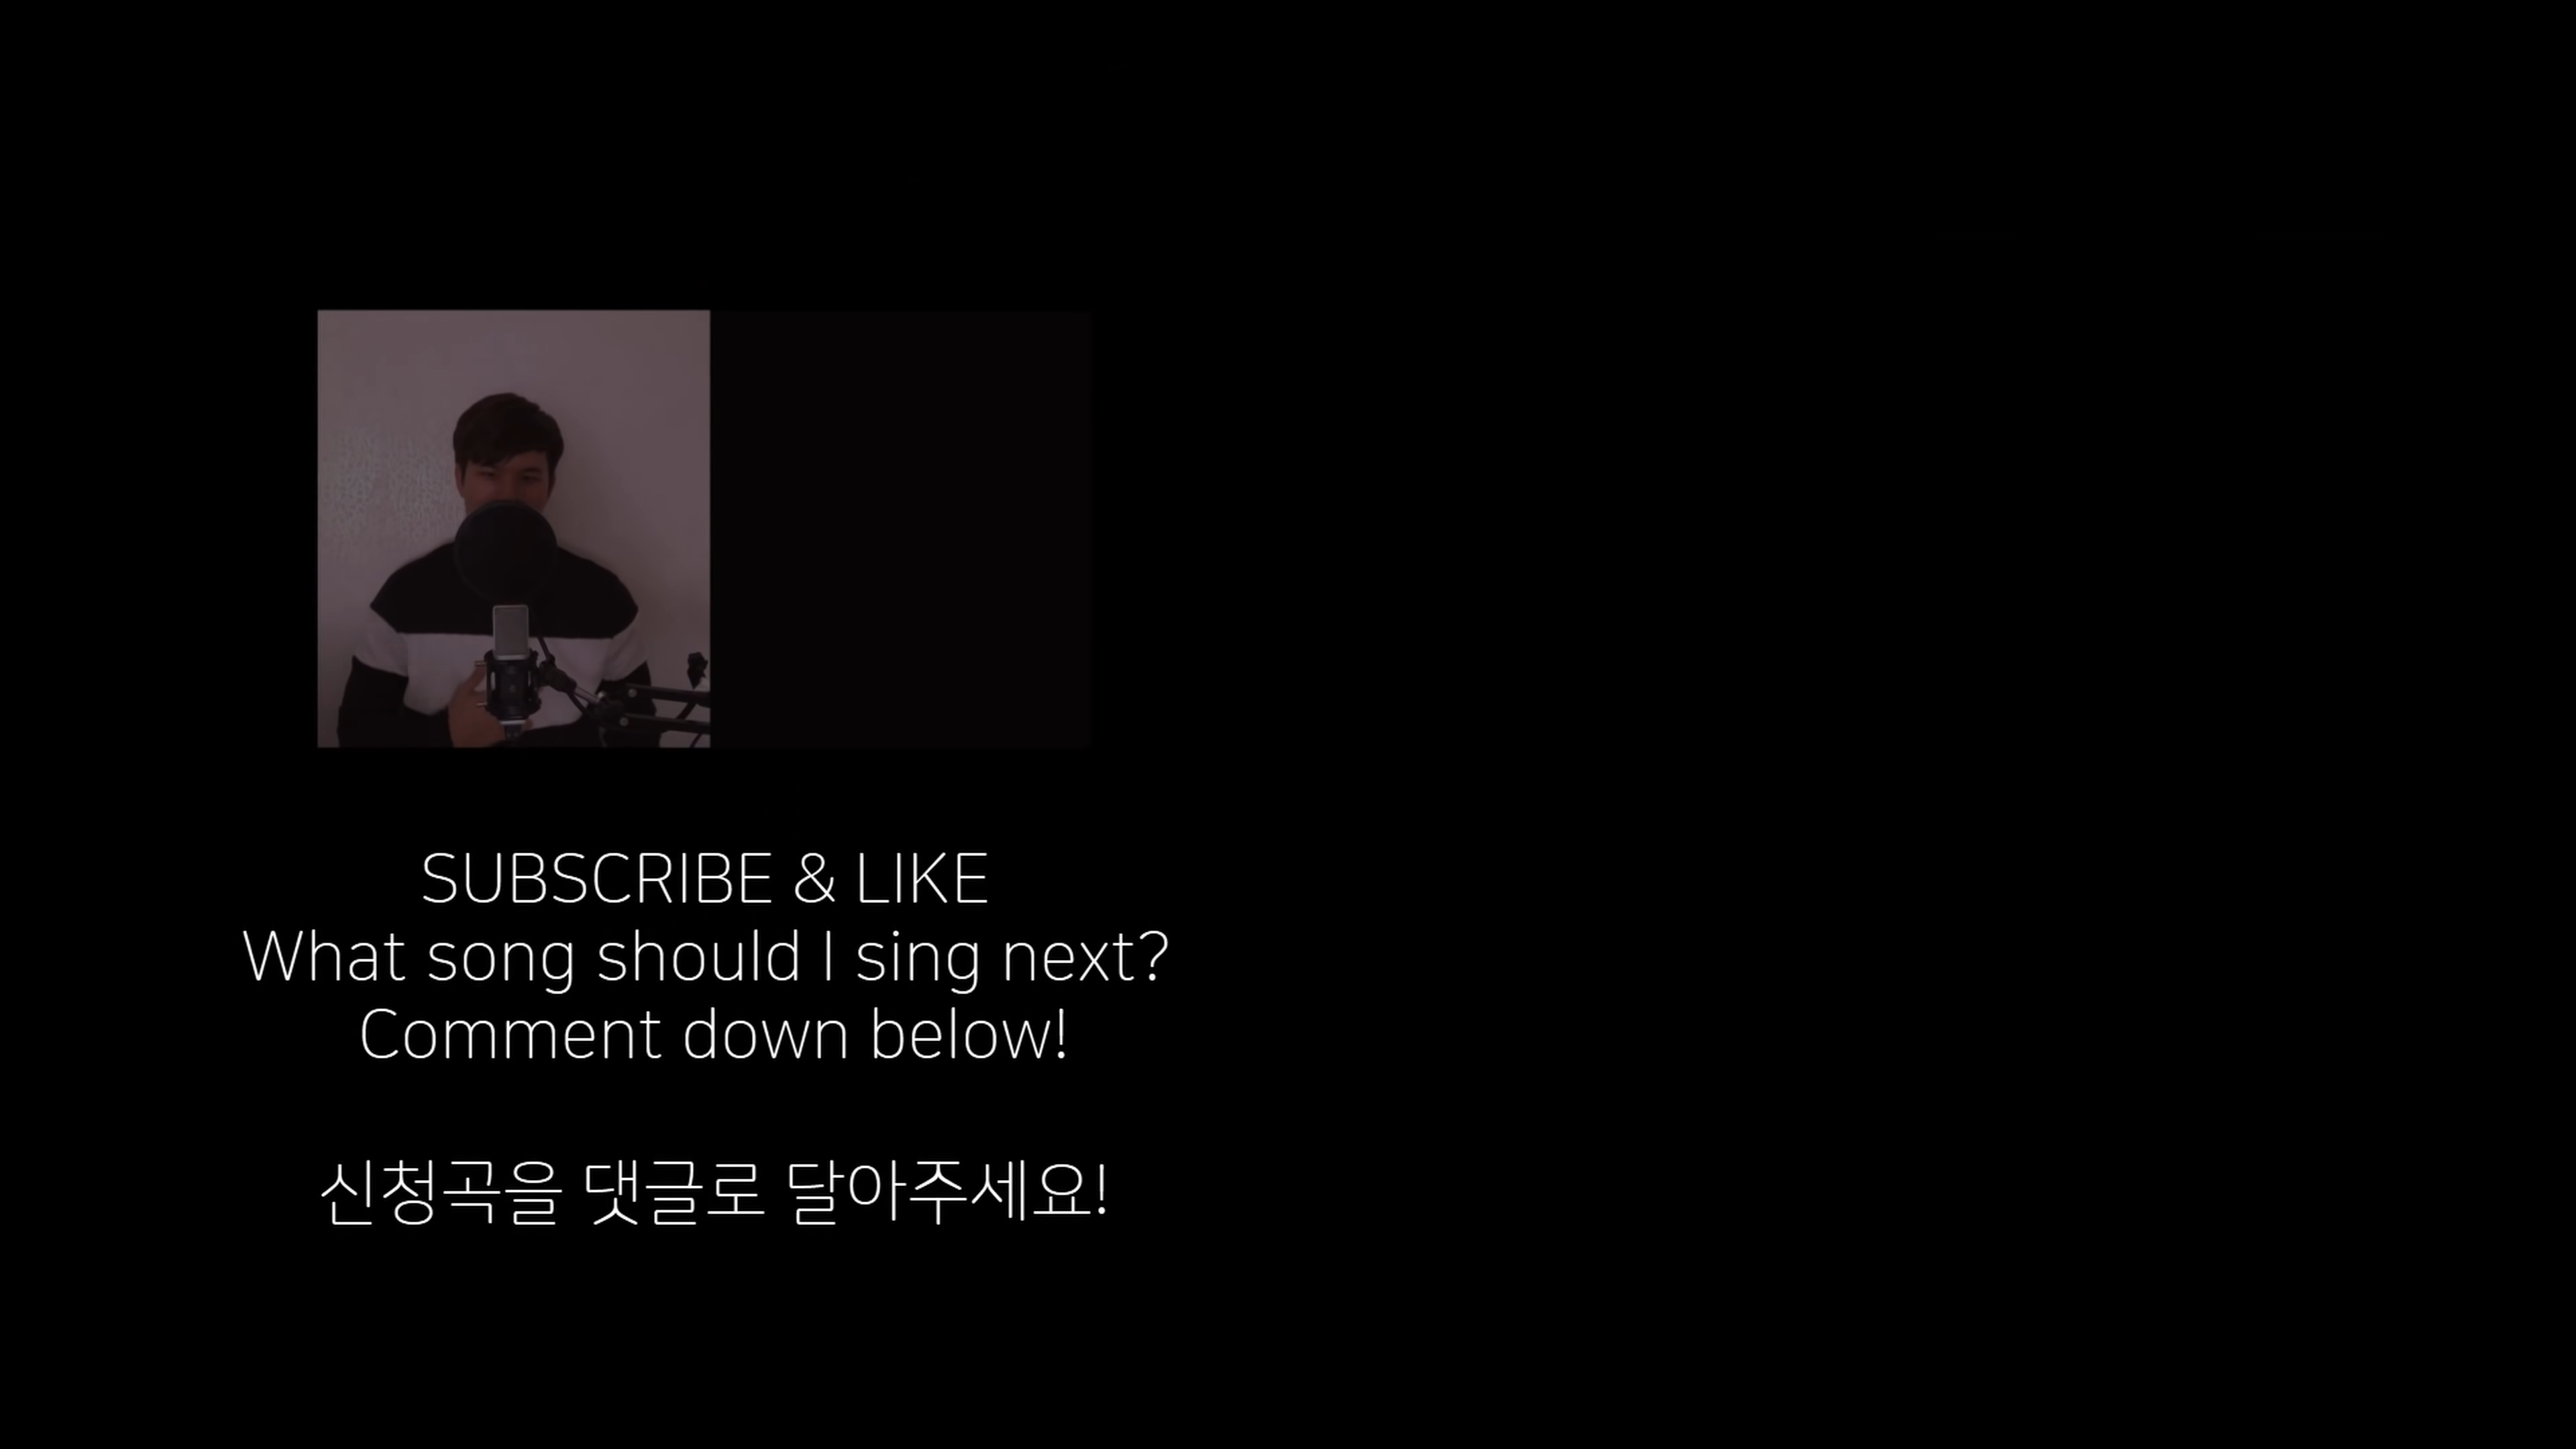 SUBSCRIBE & LIKE
What song should I sing next?
Comment down below!
신청곡을 댓글로 달아주세요!